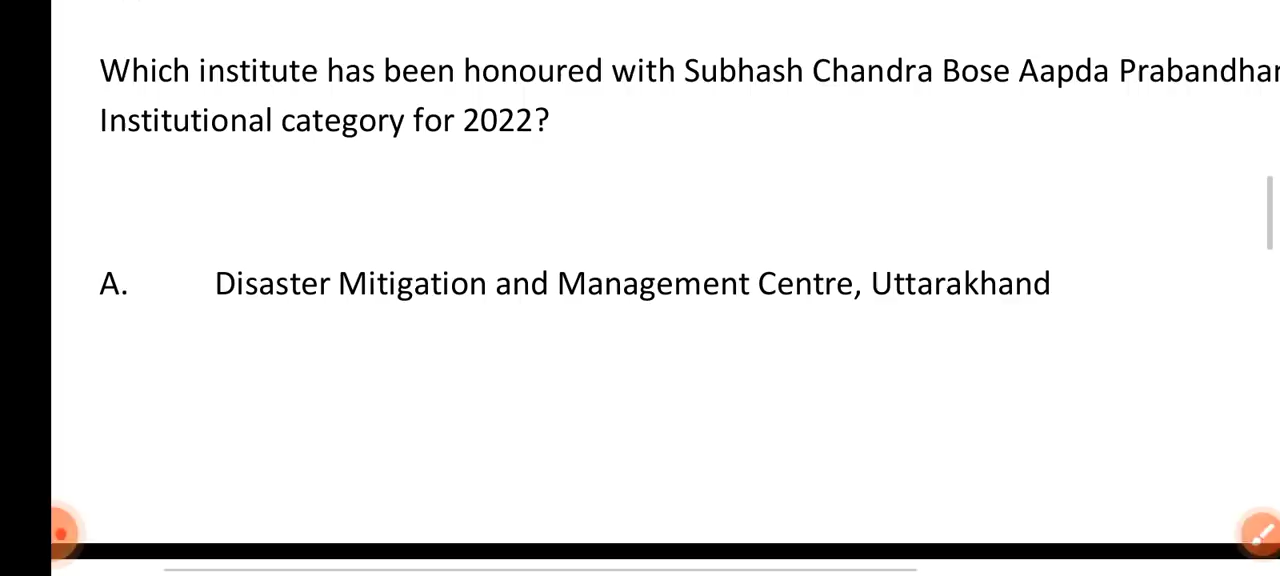 Which institute has been honoured with Subhash Chandra Bose Aapda
Institutional category for 2022?
A. Disaster Mitigation and Management Centre, Uttarakhand